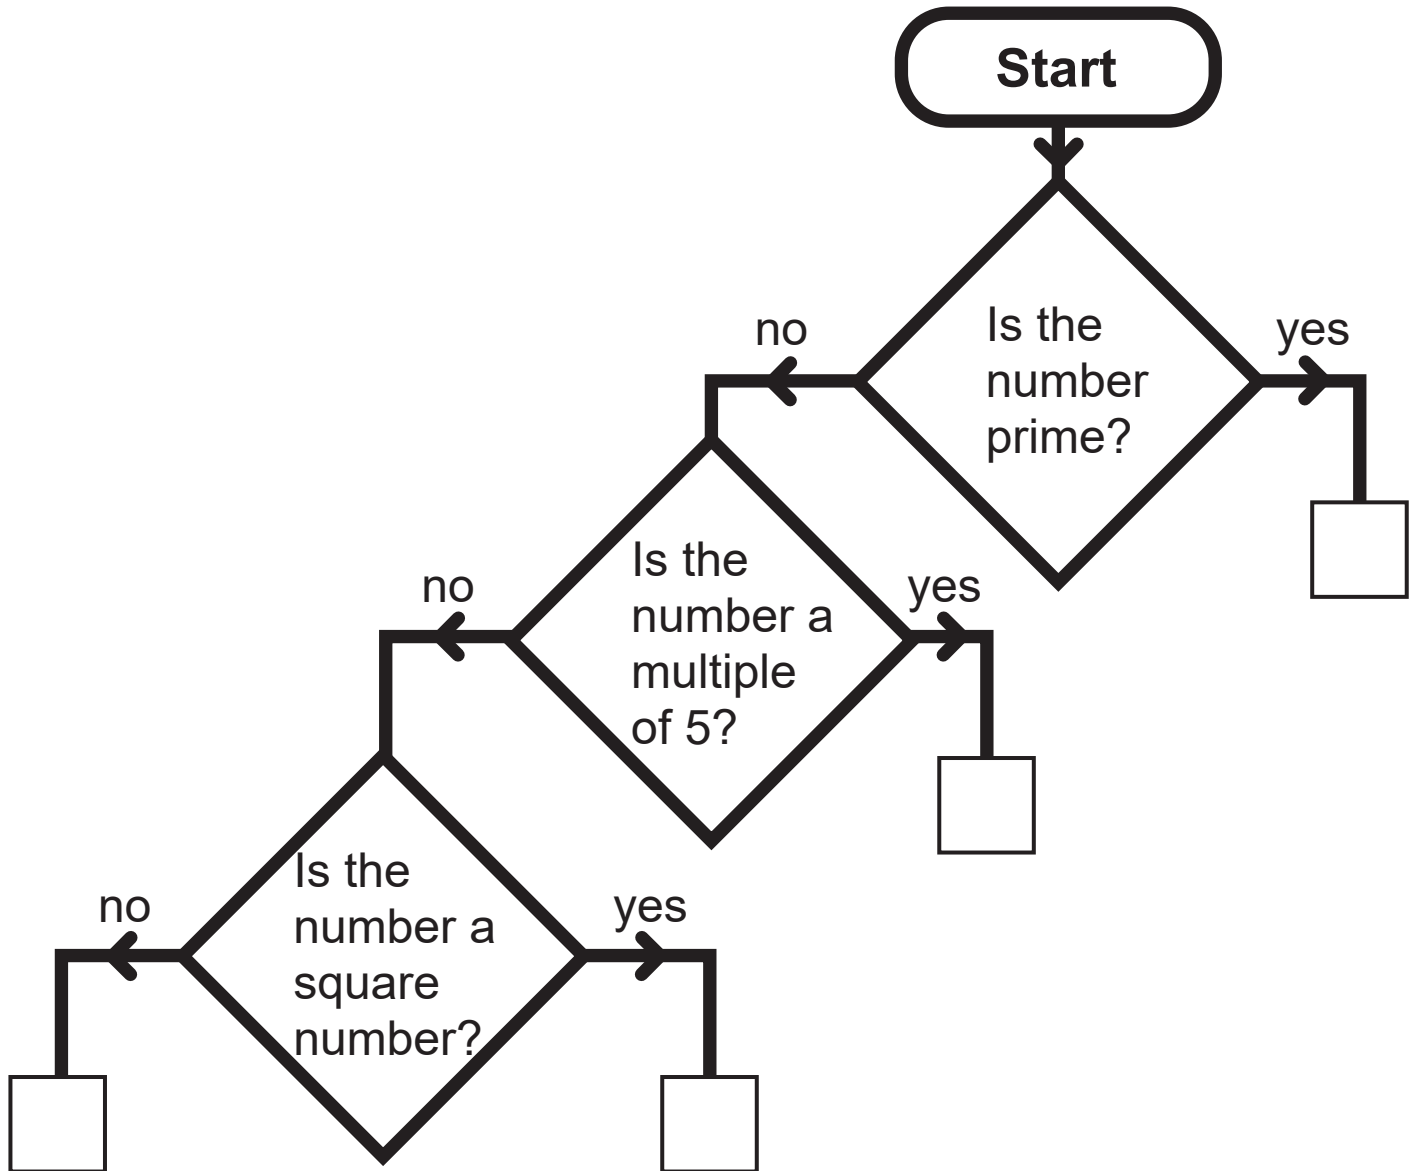 Start
no
yes
Is the
number
prime?
no
yes
Is the
number a
multiple
of 5?
no
yes
Is the
number a
square
number?